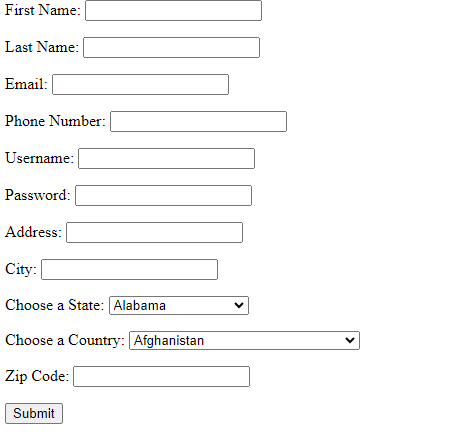 First Name:
Last Name:
Email:
Phone Number:
Username:
Password:
Address:
City:
Choose a State: Alabama
Choose a Country: Afghanistan
Zip Code:
Submit